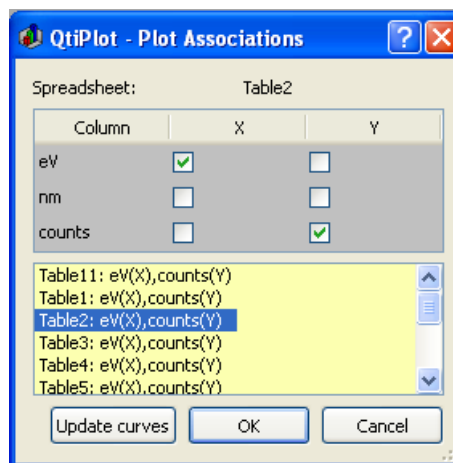 QtiPlot - Plot Associations
Spreadsheet: Table2
Column X Y
eV
nm
counts
Table11: eV(X),counts(Y)
Table1: eV(X),counts(Y)
Table2: eV(X),counts(Y)
Table3: eV(X),counts(Y)
Table4: eV(X),counts(Y)
Table5: eV(X),counts(Y)
Update curves OK Cancel